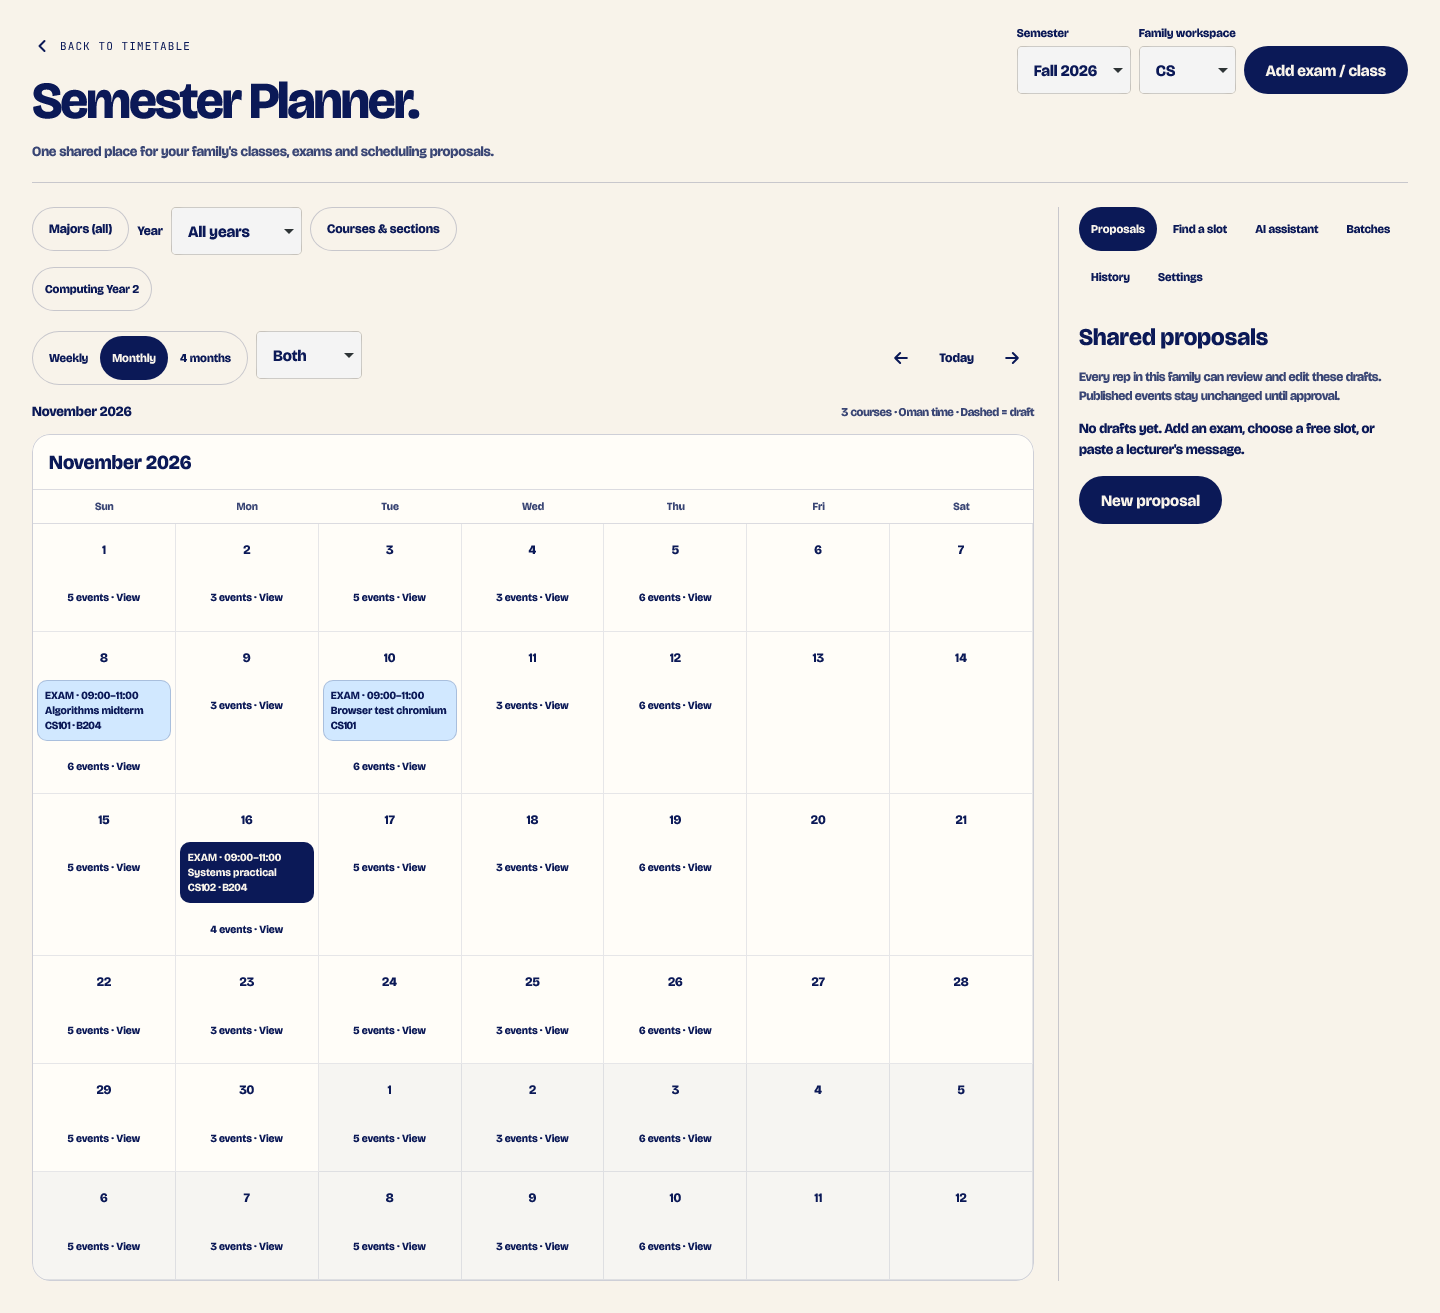 BACK TO TIMETABLE
Semester Planner.
One shared place for your family's classes, exams and scheduling proposals.
Semester
Fall 2026
Family workspace
CS
Add exam / class
Majors (all)
Year
All years
Courses & sections
Computing Year 2
Weekly
Monthly
4 months
Both
Today
November 2026
3 courses · Oman time · Dashed = draft
November 2026
Sun
Mon
Tue
Wed
Thu
Fri
Sat
1
5 events · View
2
3 events · View
3
5 events · View
4
3 events · View
5
6 events · View
6
7
8
EXAM · 09:00–11:00
Algorithms midterm
CS101 · B204
6 events · View
9
3 events · View
10
EXAM · 09:00–11:00
Browser test chromium
CS101
6 events · View
11
3 events · View
12
6 events · View
13
14
15
5 events · View
16
EXAM · 09:00–11:00
Systems practical
CS102 · B204
4 events · View
17
5 events · View
18
3 events · View
19
6 events · View
20
21
22
5 events · View
23
3 events · View
24
5 events · View
25
3 events · View
26
6 events · View
27
28
29
5 events · View
30
3 events · View
1
5 events · View
2
3 events · View
3
6 events · View
4
5
6
5 events · View
7
3 events · View
8
5 events · View
9
3 events · View
10
6 events · View
11
12
Proposals
Find a slot
AI assistant
Batches
History
Settings
Shared proposals
Every rep in this family can review and edit these drafts.
Published events stay unchanged until approval.
No drafts yet. Add an exam, choose a free slot, or
paste a lecturer's message.
New proposal